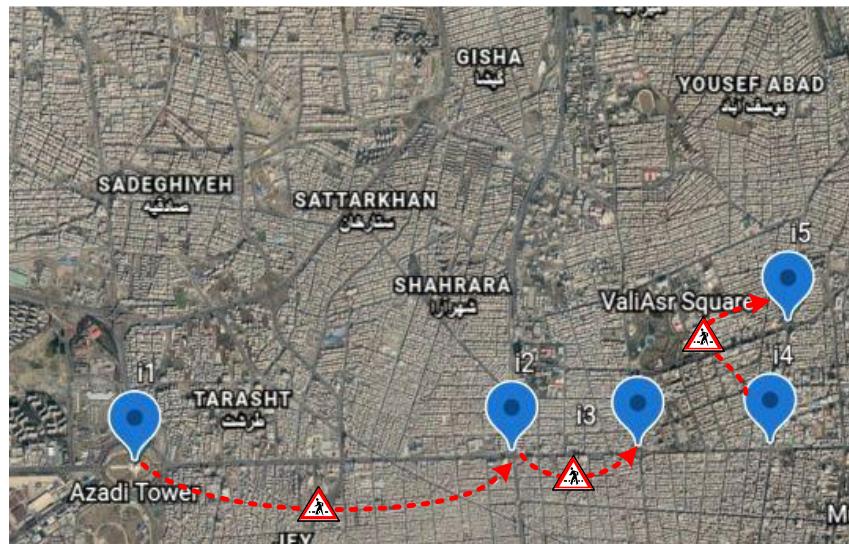 GISHA
گیشا
YOUSEF ABAD
یوسف آباد
SADEGHIYEH
صادقیه
SATTARKHAN
ستارخان
i5
SHAHRARA
شهرآرا
ValiAsr Square
i1
i2
i3
i4
TARASHT
طرشت
Azadi Tower
JEY
M